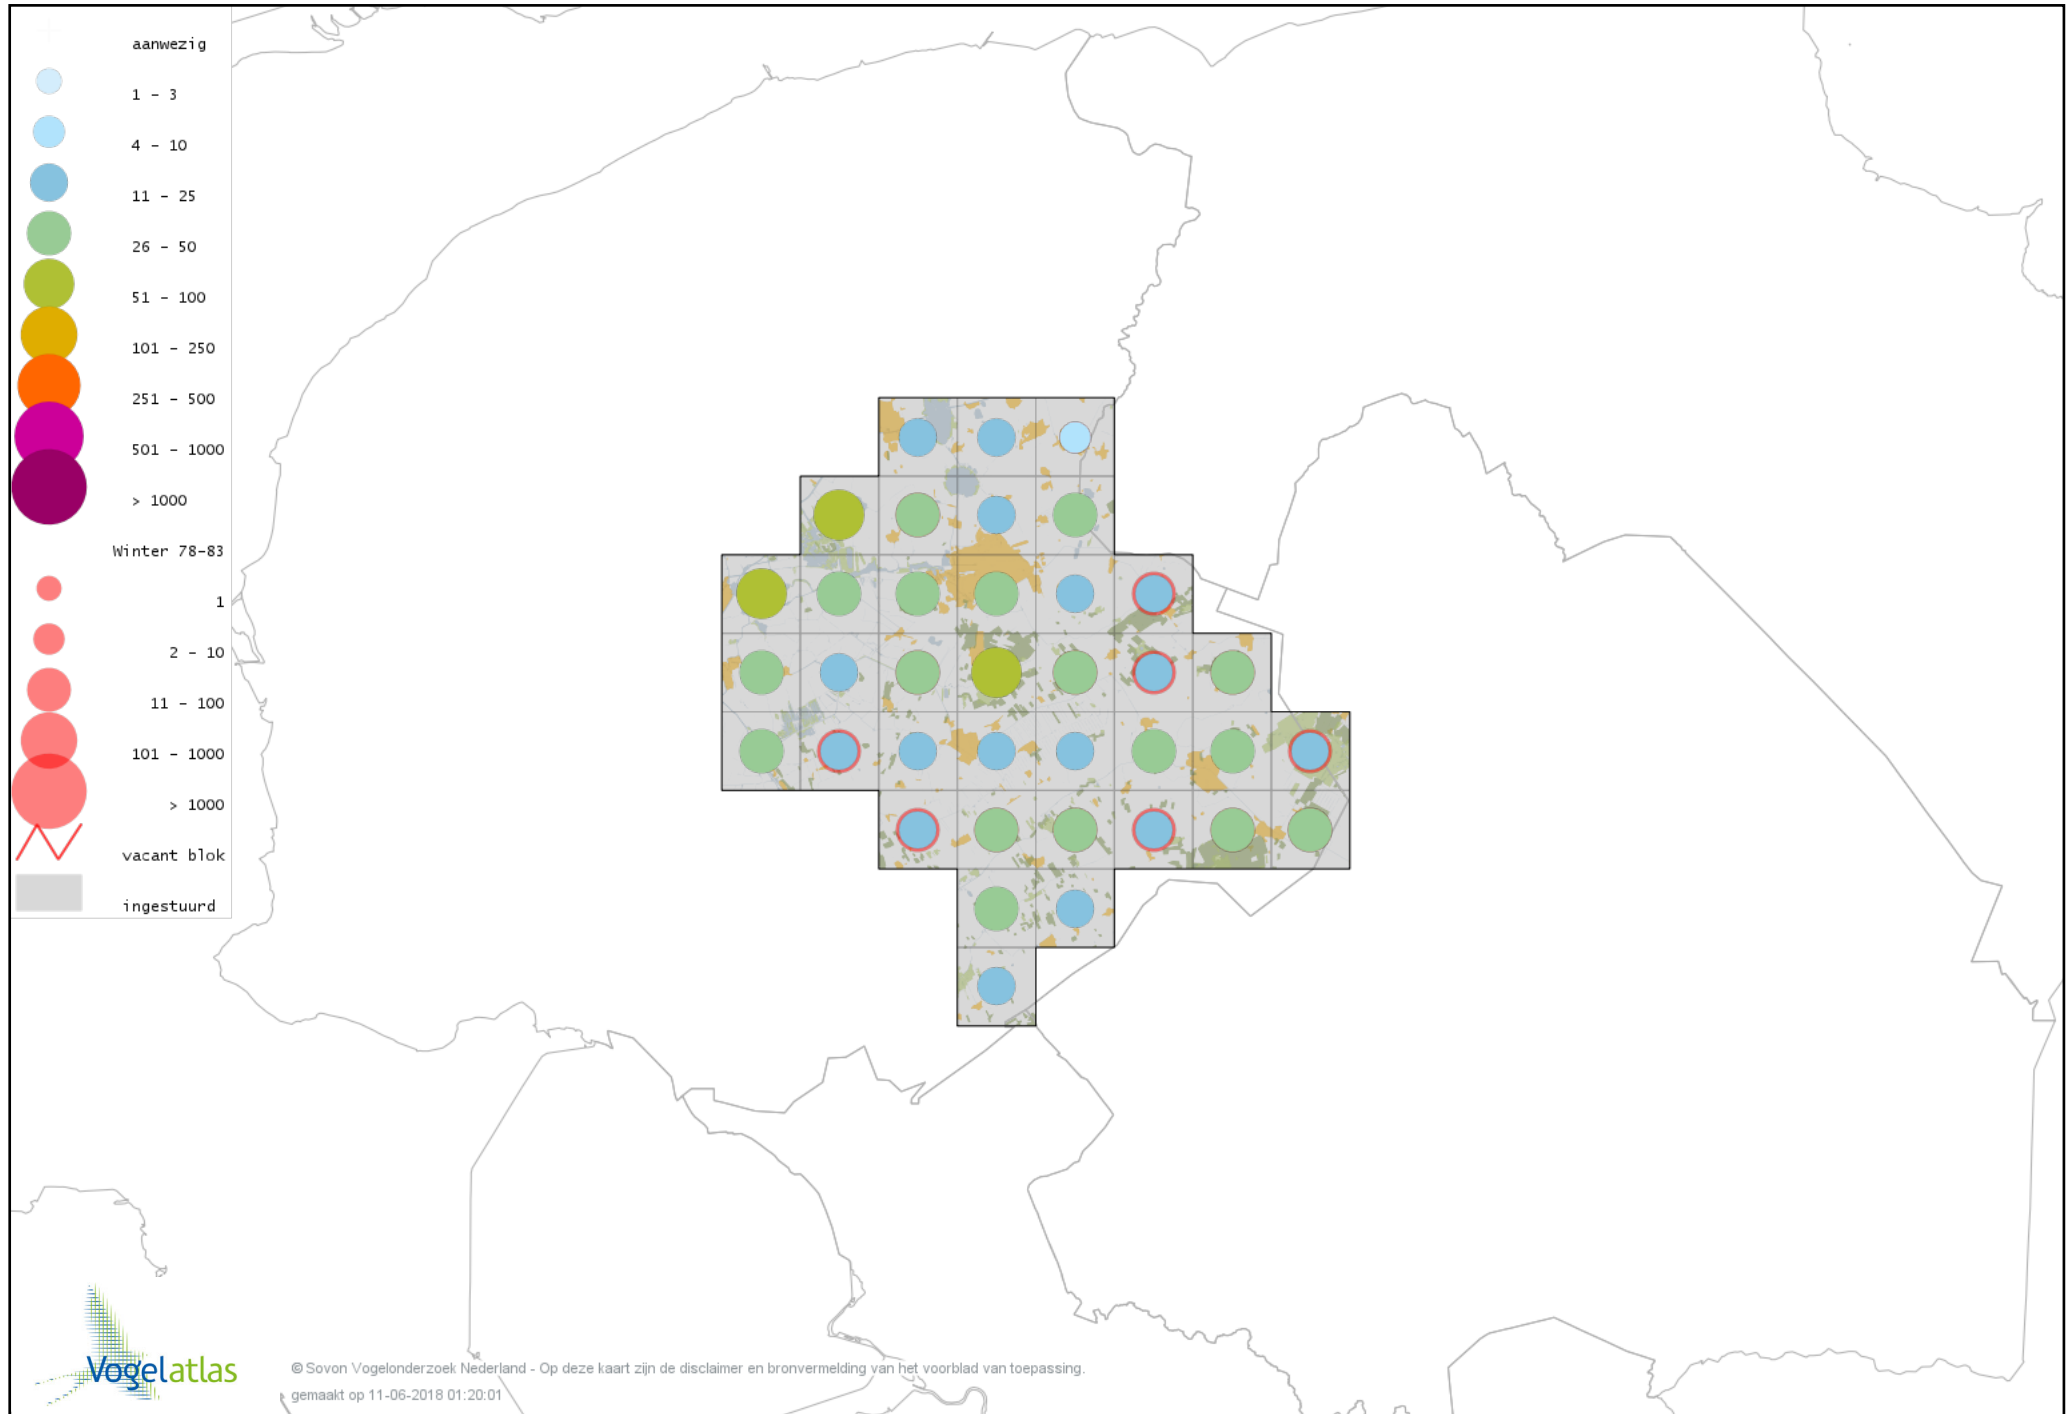 aanwezig
1 - 3
4 - 10
11 - 25
26 - 50
51 - 100
101 - 250
251 - 500
501 - 1000
> 1000
Winter 78-83
1
2 - 10
11 - 100
101 - 1000
> 1000
vacant blok
ingestuurd
Vogelatlas
© Sovon Vogelonderzoek Nederland - Op deze kaart zijn de disclaimer en bronvermelding van het voorblad van toepassing.
gemaakt op 11-06-2018 01:20:01